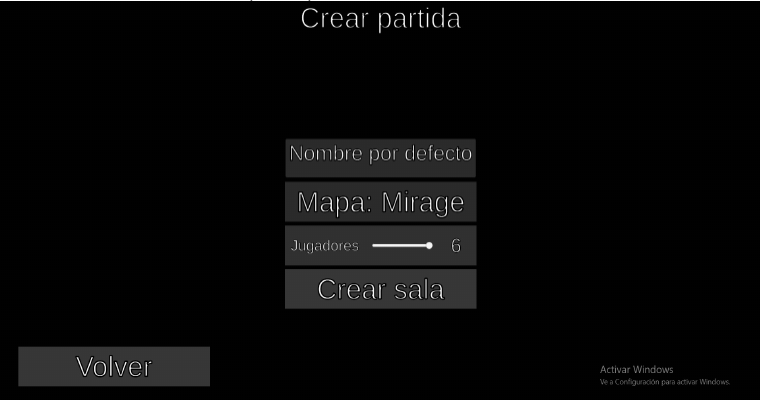 Crear partida
Nombre por defecto
Mapa: Mirage
Jugadores 6
Crear sala
Volver
Activar Windows
Ve a Configuración para activar Windows.